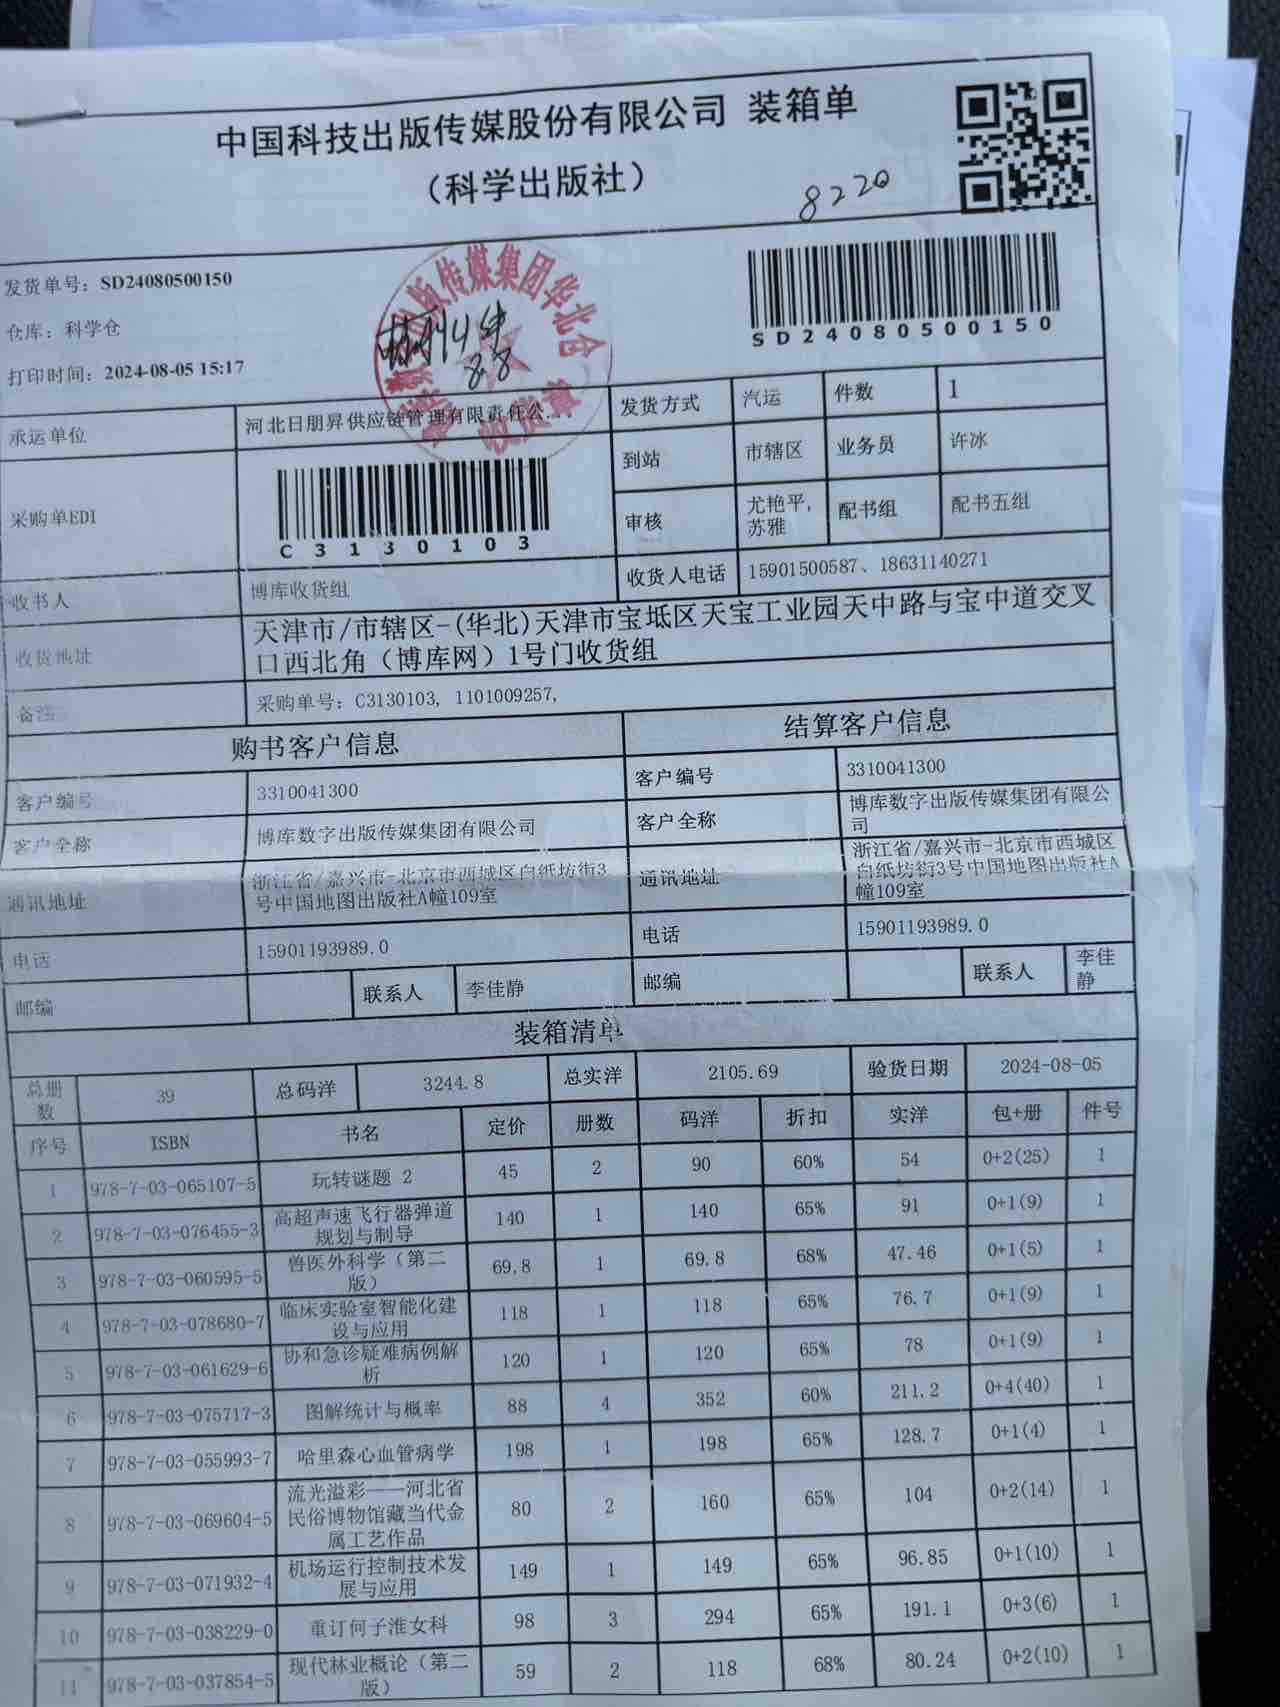 中国科技出版传媒股份有限公司 装箱单
（科学出版社）
8220
发货单号：SD24080500150
仓库：科学仓
打印时间：2024-08-05 15:17
SD24080500150
版传媒集团华北仓
收货章
8.8
承运单位 河北日朋昇供应链管理有限责任公... 发货方式 汽运 件数 1
采购单EDI C3130103 到站 市辖区 业务员 许冰
审核 尤艳平, 苏雅 配书组 配书五组
收书人 博库收货组 收货人电话 15901500587、18631140271
收货地址 天津市/市辖区-(华北)天津市宝坻区天宝工业园天中路与宝中道交叉
口西北角（博库网）1号门收货组
备注 采购单号：C3130103, 1101009257,
购书客户信息 结算客户信息
客户编号 3310041300 客户编号 3310041300
客户全称 博库数字出版传媒集团有限公司 客户全称 博库数字出版传媒集团有限公司
通讯地址 浙江省/嘉兴市-北京市西城区白纸坊街3号中国地图出版社A幢109室 通讯地址 浙江省/嘉兴市-北京市西城区白纸坊街3号中国地图出版社A幢109室
电话 15901193989.0 电话 15901193989.0
邮编 联系人 李佳静 邮编 联系人 李佳静
装箱清单
总册数 39 总码洋 3244.8 总实洋 2105.69 验货日期 2024-08-05
序号 ISBN 书名 定价 册数 码洋 折扣 实洋 包+册 件号
1 978-7-03-065107-5 玩转谜题 2 45 2 90 60% 54 0+2(25) 1
2 978-7-03-076455-3 高超声速飞行器弹道规划与制导 140 1 140 65% 91 0+1(9) 1
3 978-7-03-060595-5 兽医外科学（第二版） 69.8 1 69.8 68% 47.46 0+1(5) 1
4 978-7-03-078680-7 临床实验室智能化建设与应用 118 1 118 65% 76.7 0+1(9) 1
5 978-7-03-061629-6 协和急诊疑难病例解析 120 1 120 65% 78 0+1(9) 1
6 978-7-03-075717-3 图解统计与概率 88 4 352 60% 211.2 0+4(40) 1
7 978-7-03-055993-7 哈里森心血管病学 198 1 198 65% 128.7 0+1(4) 1
8 978-7-03-069604-5 流光溢彩——河北省民俗博物馆藏当代金属工艺作品 80 2 160 65% 104 0+2(14) 1
9 978-7-03-071932-4 机场运行控制技术发展与应用 149 1 149 65% 96.85 0+1(10) 1
10 978-7-03-038229-0 重订何子淮女科 98 3 294 65% 191.1 0+3(6) 1
11 978-7-03-037854-5 现代林业概论（第二版） 59 2 118 68% 80.24 0+2(10) 1